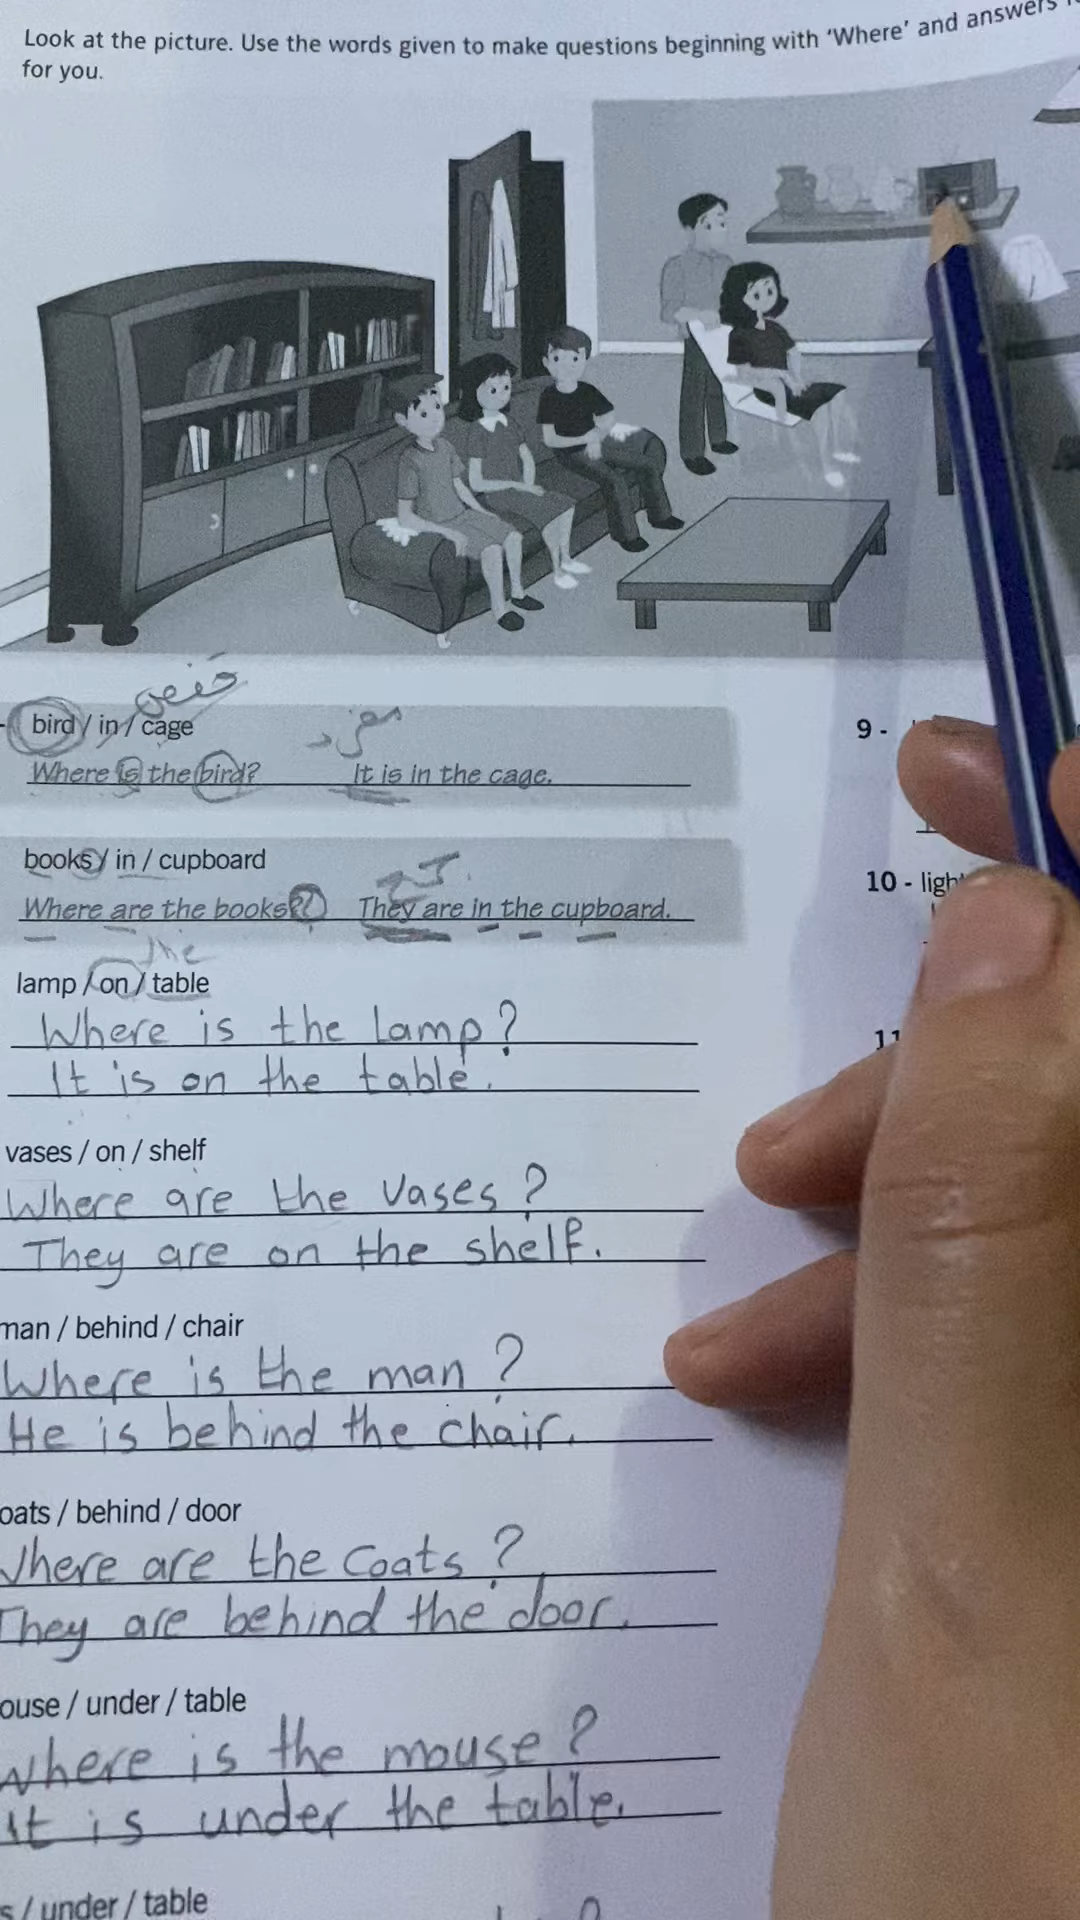 Look at the picture. Use the words given to make questions beginning with ‘Where’ and answers
for you.
bird / in / cage
Where is the bird? It is in the cage.
books / in / cupboard
Where are the books? They are in the cupboard.
the
lamp / on / table
Where is the lamp?
It is on the table.
vases / on / shelf
Where are the vases?
They are on the shelf.
man / behind / chair
Where is the man?
He is behind the chair.
oats / behind / door
Where are the coats?
They are behind the door.
ouse / under / table
Where is the mouse?
It is under the table.
s / under / table
9 -
10 - ligh
11